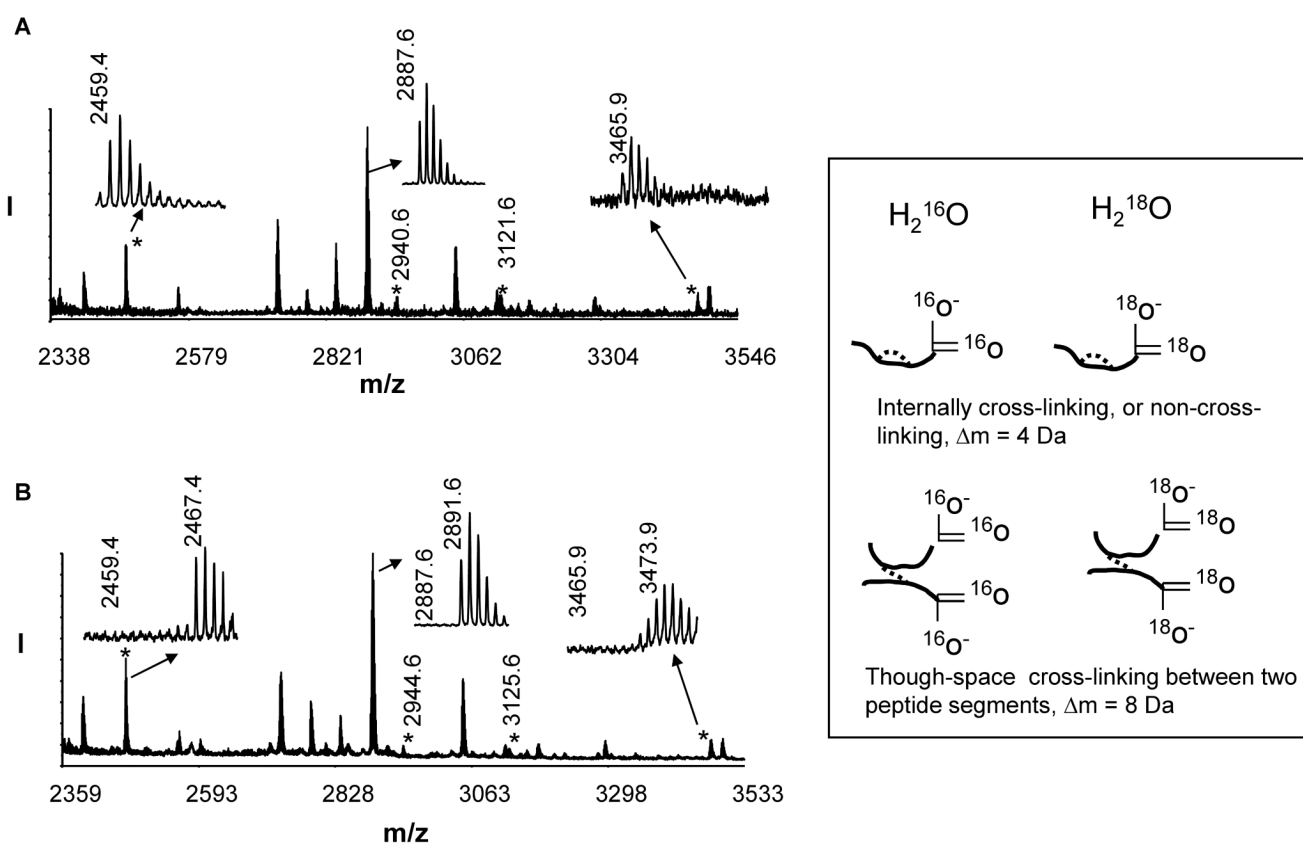 A
2459.4
2887.6
3465.9
I
*
* 2940.6
* 3121.6
*
2338 2579 2821 3062 3304 3546
m/z
B
2459.4
2467.4
2887.6
2891.6
3465.9
3473.9
I
*
* 2944.6
* 3125.6
*
2359 2593 2828 3063 3298 3533
m/z
H₂¹⁶O H₂¹⁸O
¹⁶O⁻ ¹⁸O⁻
¹⁶O ¹⁸O
Internally cross-linking, or non-cross-
linking, Δm = 4 Da
¹⁶O⁻ ¹⁸O⁻
¹⁶O ¹⁸O
¹⁶O ¹⁸O
¹⁶O⁻ ¹⁸O⁻
Though-space cross-linking between two
peptide segments, Δm = 8 Da